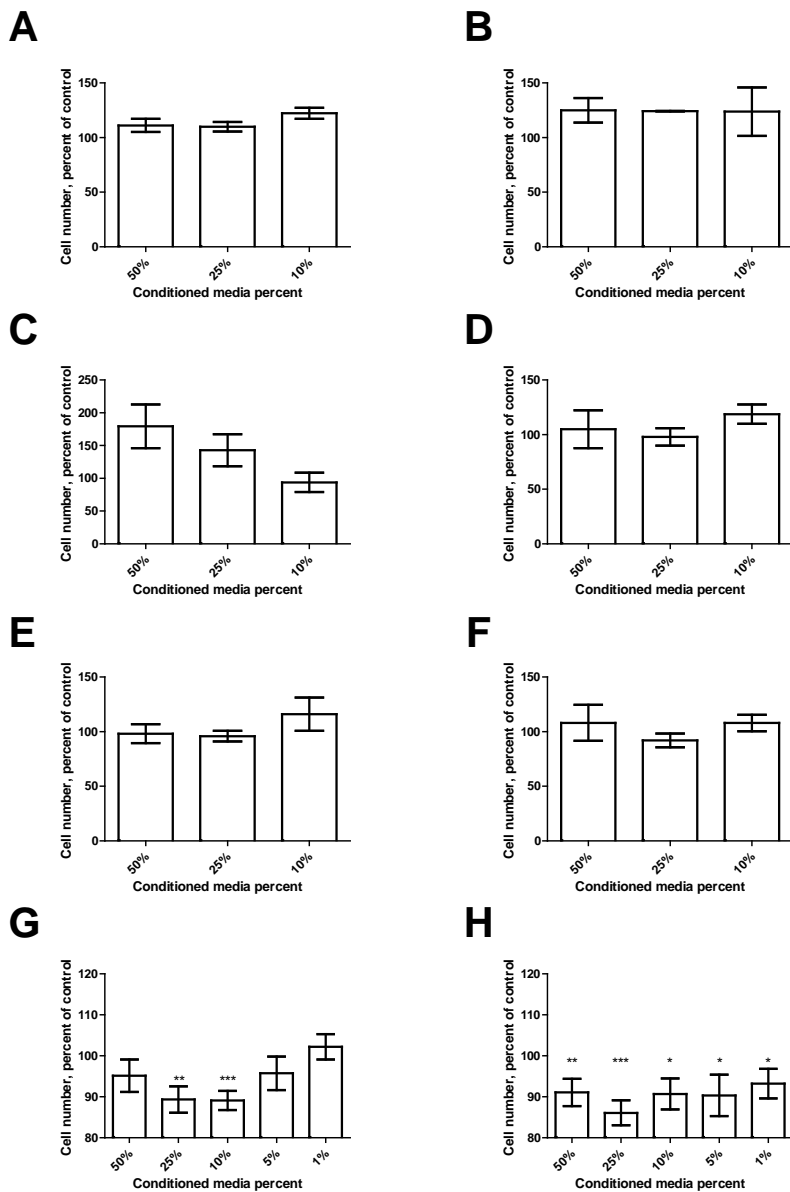 A
Cell number, percent of control
150
100
50
0
50%
25%
10%
Conditioned media percent
B
Cell number, percent of control
150
100
50
0
50%
25%
10%
Conditioned media percent
C
Cell number, percent of control
250
200
150
100
50
0
50%
25%
10%
Conditioned media percent
D
Cell number, percent of control
150
100
50
0
50%
25%
10%
Conditioned media percent
E
Cell number, percent of control
150
100
50
0
50%
25%
10%
Conditioned media percent
F
Cell number, percent of control
150
100
50
0
50%
25%
10%
Conditioned media percent
G
Cell number, percent of control
120
110
100
90
80
** ***
50%
25%
10%
5%
1%
Conditioned media percent
H
Cell number, percent of control
120
110
100
90
80
** *** * * *
50%
25%
10%
5%
1%
Conditioned media percent